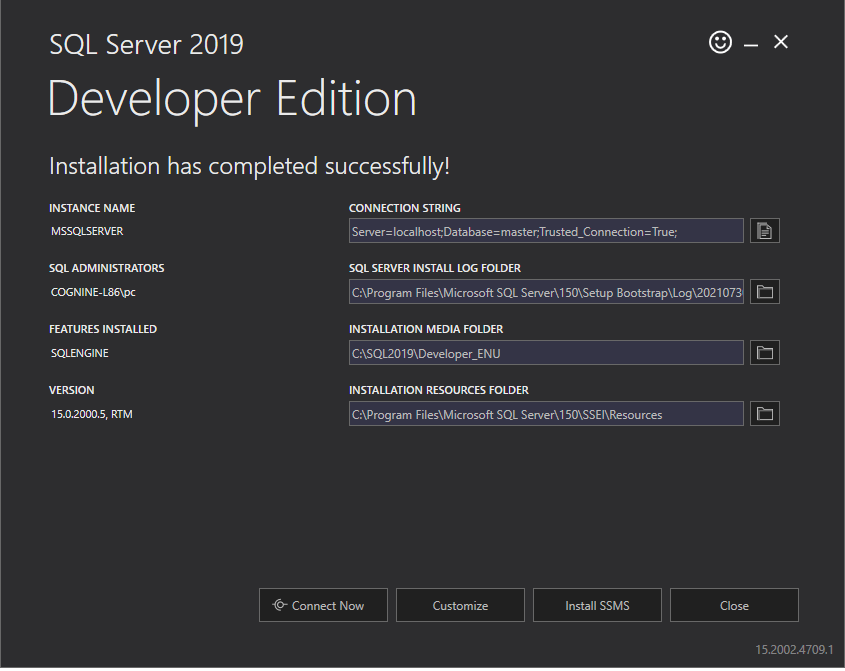 SQL Server 2019
Developer Edition
Installation has completed successfully!
INSTANCE NAME
MSSQLSERVER
CONNECTION STRING
Server=localhost;Database=master;Trusted_Connection=True;
SQL ADMINISTRATORS
COGNINE-L86\pc
SQL SERVER INSTALL LOG FOLDER
C:\Program Files\Microsoft SQL Server\150\Setup Bootstrap\Log\2021073
FEATURES INSTALLED
SQLENGINE
INSTALLATION MEDIA FOLDER
C:\SQL2019\Developer_ENU
VERSION
15.0.2000.5, RTM
INSTALLATION RESOURCES FOLDER
C:\Program Files\Microsoft SQL Server\150\SSEI\Resources
Connect Now
Customize
Install SSMS
Close
15.2002.4709.1